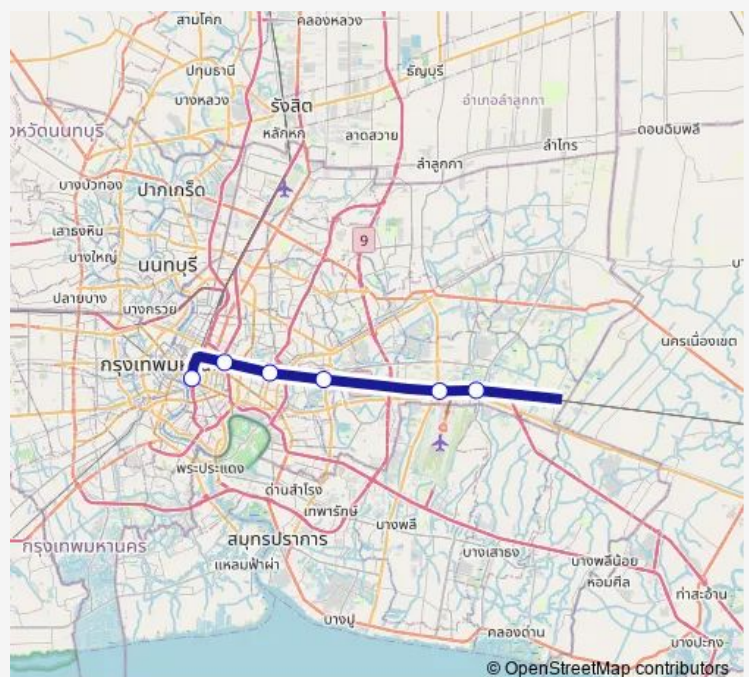 สามโคก
คลองหลวง
ปทุมธานี
ธัญบุรี
บางหลวง
รังสิต
อำเภอลำลูกกา
หลักหก
ลาดสวาย
ดอนฉิมพลี
งหวัดนนทบุรี
ลำไทร
ลำลูกกา
บางบัวทอง
ปากเกร็ด
เสาธงหิน
9
บางใหญ่
นนทบุรี
ปลายบาง
บางกรวย
นครเนื่องเขต
กรุงเทพมห
พระประแดง
ด่านสำโรง
เทพารักษ์
บางพลี
สมุทรปราการ
กรุงเทพมหานคร
แหลมฟ้าผ่า
บางเสาธง
บางพลีน้อย
หอมศีล
ท่าสะอ้าน
บางปู
คลองด่าน
บางปะกง
© OpenStreetMap contributors